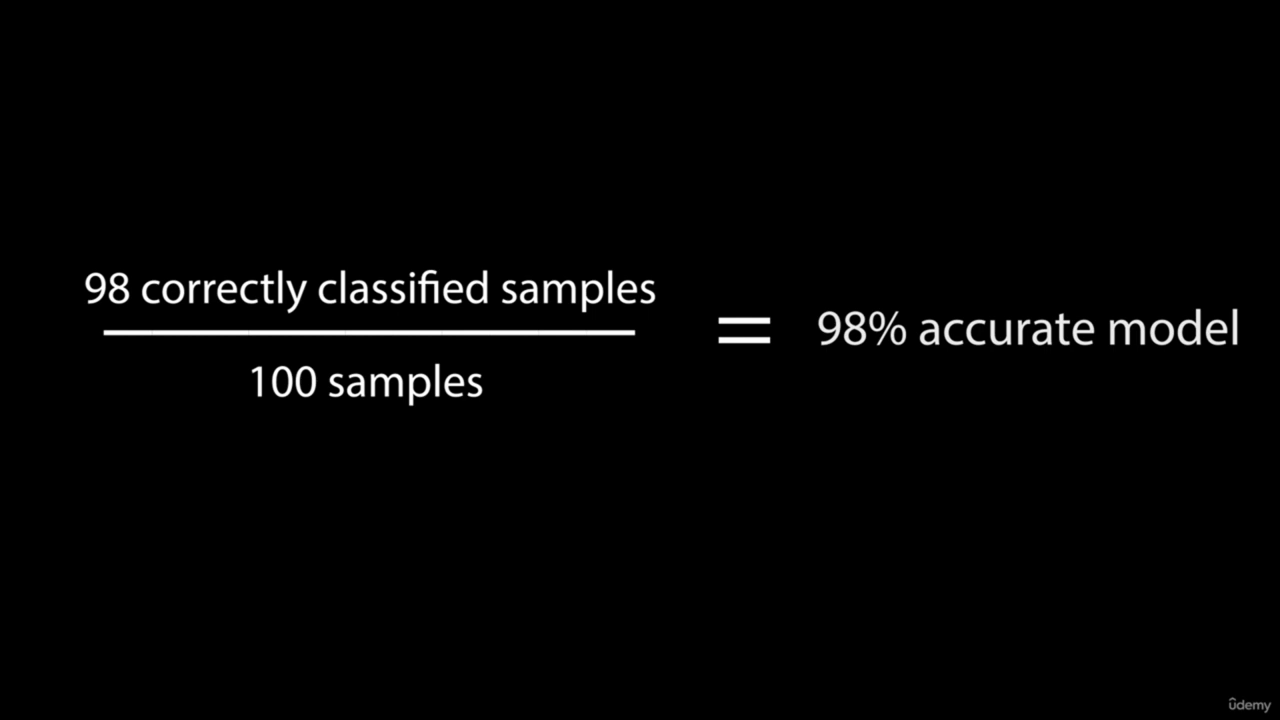 98 correctly classified samples
100 samples
= 98% accurate model
ûdemy